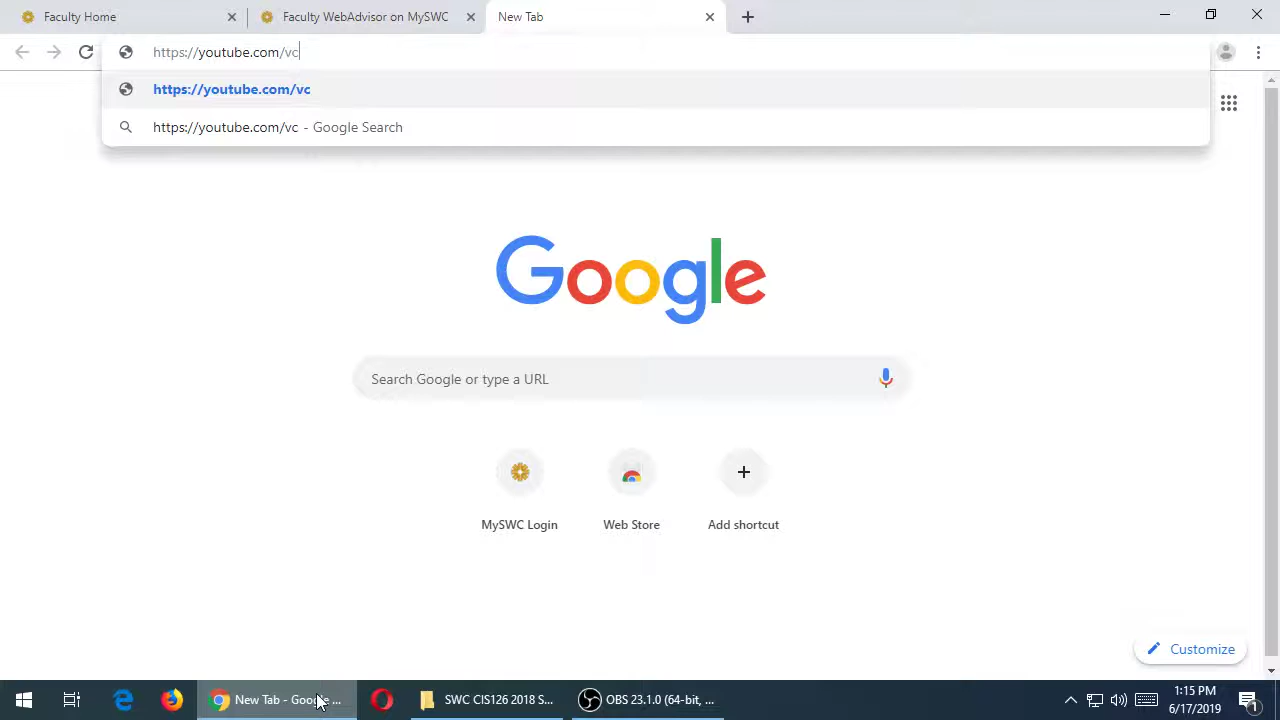 Faculty Home
Faculty WebAdvisor on MySWC
New Tab
https://youtube.com/vc
https://youtube.com/vc
https://youtube.com/vc - Google Search
Google
Search Google or type a URL
MySWC Login
Web Store
Add shortcut
Customize
New Tab - Google ...
SWC CIS126 2018 S...
OBS 23.1.0 (64-bit, ...
1:15 PM
6/17/2019
1